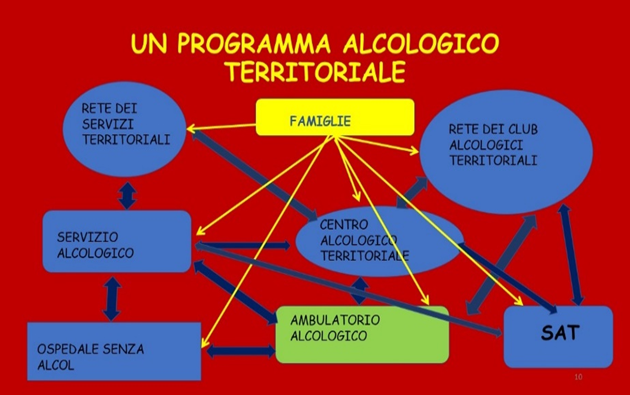 UN PROGRAMMA ALCOLOGICO
TERRITORIALE
RETE DEI
SERVIZI
TERRITORIALI
FAMIGLIE
RETE DEI CLUB
ALCOLOGICI
TERRITORIALI
SERVIZIO
ALCOLOGICO
CENTRO
ALCOLOGICO
TERRITORIALE
AMBULATORIO
ALCOLOGICO
SAT
OSPEDALE SENZA
ALCOL
16